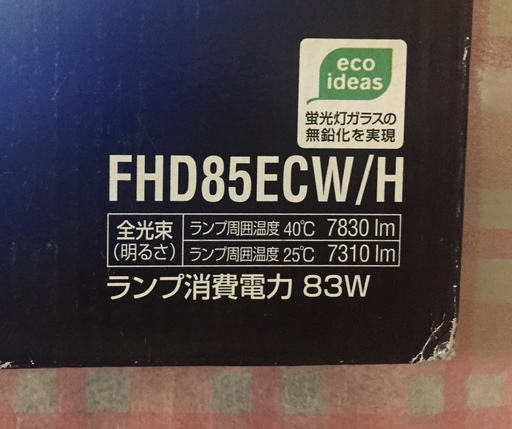 eco
ideas
蛍光灯ガラスの
無鉛化を実現
FHD85ECW/H
全光束
(明るさ)
ランプ周囲温度 40℃ 7830 lm
ランプ周囲温度 25℃ 7310 lm
ランプ消費電力 83W